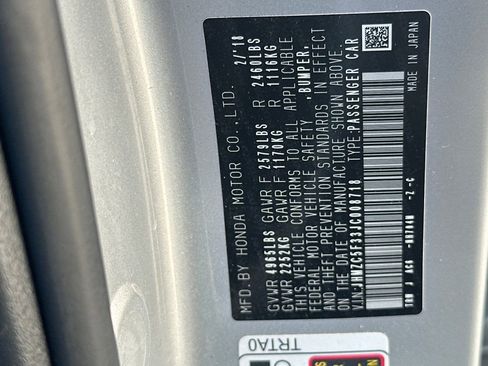 MFD.BY HONDA MOTOR CO.,LTD. 2/'18
GVWR 4965LBS GAWR F 2579LBS R 2460LBS
GVWR 2252KG GAWR F 1170KG R 1116KG
THIS VEHICLE CONFORMS TO ALL APPLICABLE
FEDERAL MOTOR VEHICLE SAFETY ,BUMPER,
AND THEFT PREVENTION STANDARDS IN EFFECT
ON THE DATE OF MANUFACTURE SHOWN ABOVE.
V.I.N:JHMZC5F33JC008718 TYPE:PASSENGER CAR
-Z -C MADE IN JAPAN
TRTA0